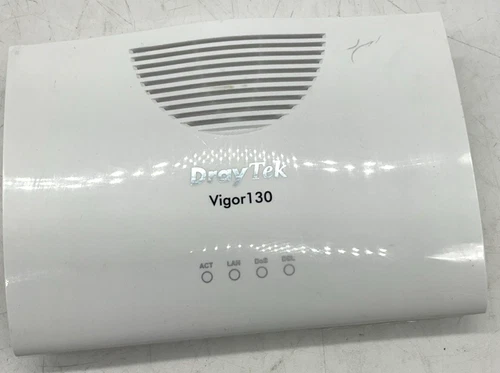 DrayTek
Vigor130
ACT LAN DoS DSL